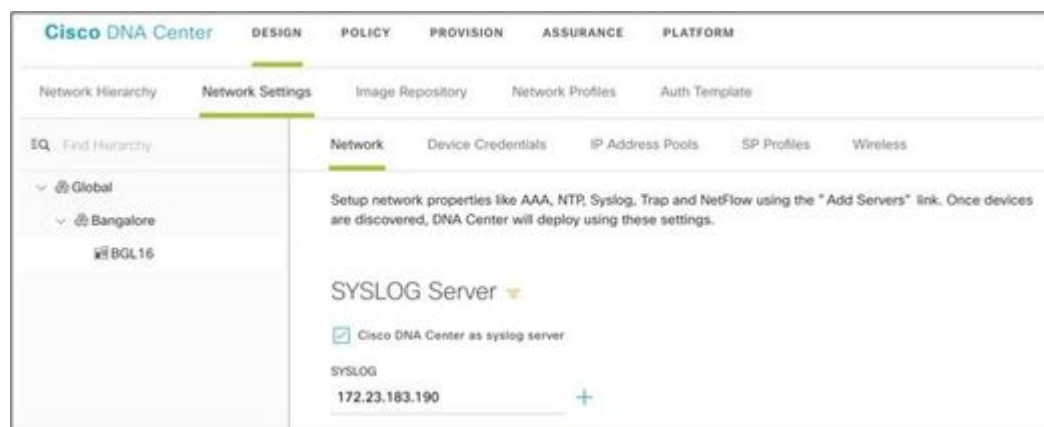 Cisco DNA Center DESIGN POLICY PROVISION ASSURANCE PLATFORM
Network Hierarchy Network Settings Image Repository Network Profiles Auth Template
Find Hierarchy
Network Device Credentials IP Address Pools SP Profiles Wireless
Global
Bangalore
BGL16
Setup network properties like AAA, NTP, Syslog, Trap and NetFlow using the "Add Servers" link. Once devices
are discovered, DNA Center will deploy using these settings.
SYSLOG Server
Cisco DNA Center as syslog server
SYSLOG
172.23.183.190